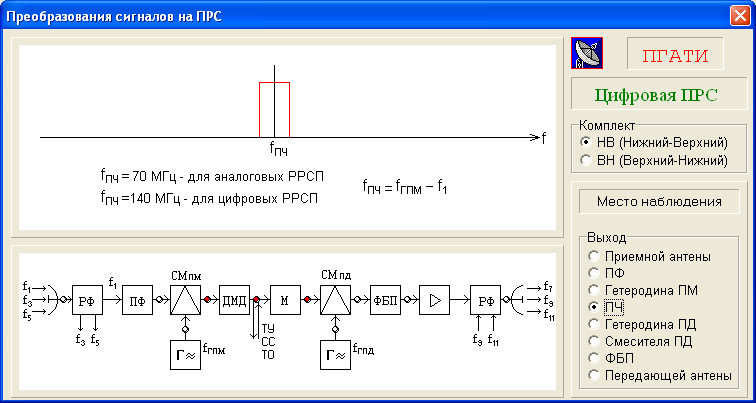 Преобразования сигналов на ПРС
f
fПЧ
fПЧ = 70 МГц - для аналоговых РРСП
fПЧ =140 МГц - для цифровых РРСП
fПЧ = fГПМ – f1
ПГАТИ
Цифровая ПРС
Комплект
НВ (Нижний-Верхний)
ВН (Верхний-Нижний)
Место наблюдения
Выход
Приемной антены
ПФ
Гетеродина ПМ
ПЧ
Гетеродина ПД
Смесителя ПД
ФБП
Передающей антены
СМпм
СМпд
f1
f3
f5
РФ
f1
ПФ
ДМД
М
ФБП
РФ
f7
f9
f11
f3 f5
ТУ
СС
ТО
f9 f11
Г≈
fГПМ
Г≈
fГПД